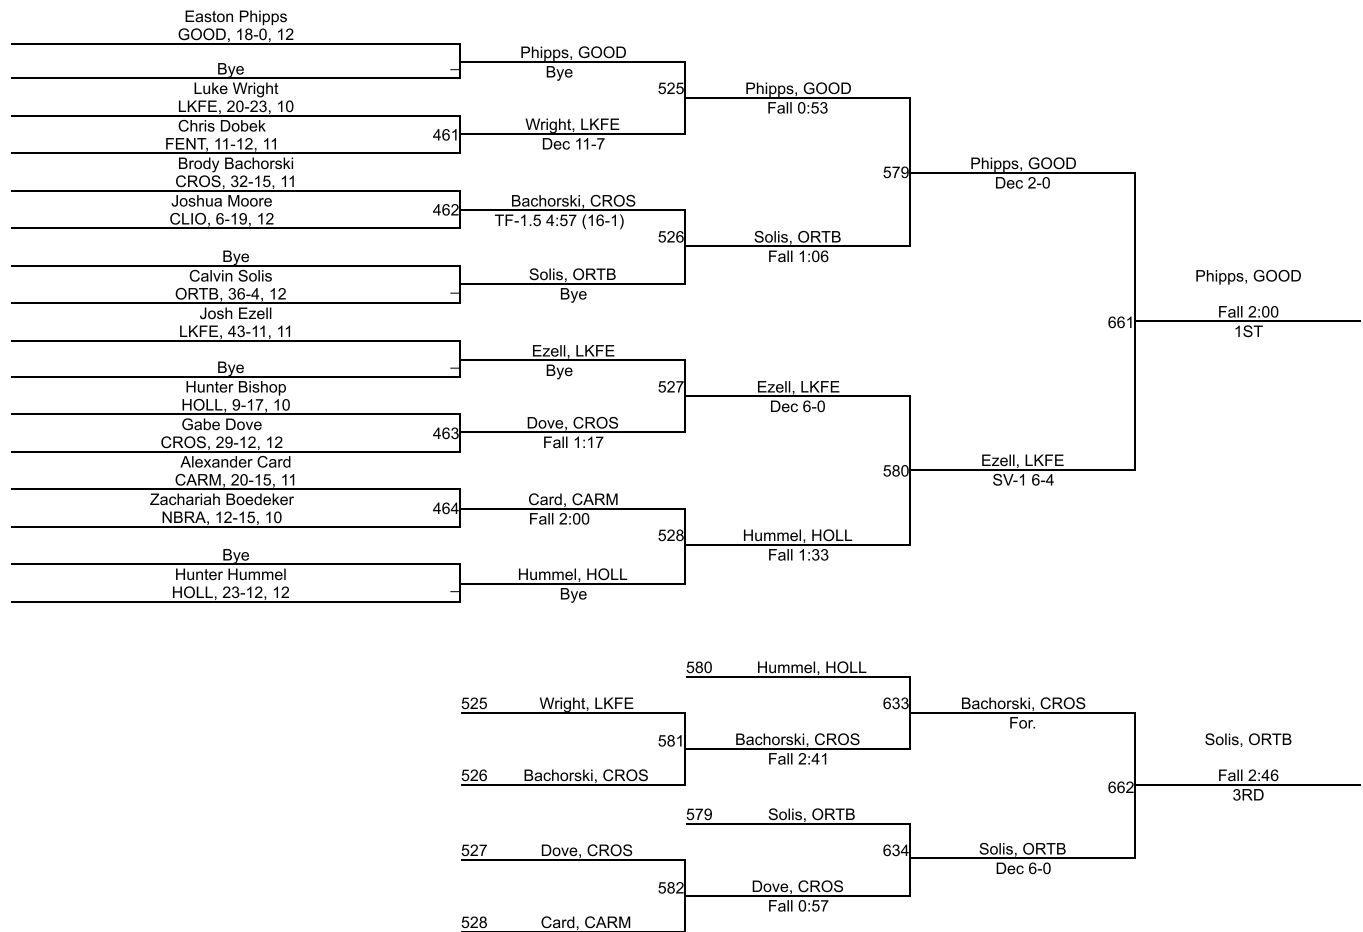 Easton Phipps
GOOD, 18-0, 12
Bye
Luke Wright
LKFE, 20-23, 10
Chris Dobek
FENT, 11-12, 11
Brody Bachorski
CROS, 32-15, 11
Joshua Moore
CLIO, 6-19, 12
Bye
Calvin Solis
ORTB, 36-4, 12
Josh Ezell
LKFE, 43-11, 11
Bye
Hunter Bishop
HOLL, 9-17, 10
Gabe Dove
CROS, 29-12, 12
Alexander Card
CARM, 20-15, 11
Zachariah Boedeker
NBRA, 12-15, 10
Bye
Hunter Hummel
HOLL, 23-12, 12
–
461
462
–
–
463
464
–
Phipps, GOOD
Bye
Wright, LKFE
Dec 11-7
Bachorski, CROS
TF-1.5 4:57 (16-1)
Solis, ORTB
Bye
Ezell, LKFE
Bye
Dove, CROS
Fall 1:17
Card, CARM
Fall 2:00
Hummel, HOLL
Bye
525
526
527
528
Phipps, GOOD
Fall 0:53
Solis, ORTB
Fall 1:06
Ezell, LKFE
Dec 6-0
Hummel, HOLL
Fall 1:33
579
580
Phipps, GOOD
Dec 2-0
Ezell, LKFE
SV-1 6-4
661
Phipps, GOOD
Fall 2:00
1ST
525 Wright, LKFE
526 Bachorski, CROS
527 Dove, CROS
528 Card, CARM
581
582
580 Hummel, HOLL
Bachorski, CROS
Fall 2:41
579 Solis, ORTB
Dove, CROS
Fall 0:57
633
634
Bachorski, CROS
For.
Solis, ORTB
Dec 6-0
662
Solis, ORTB
Fall 2:46
3RD